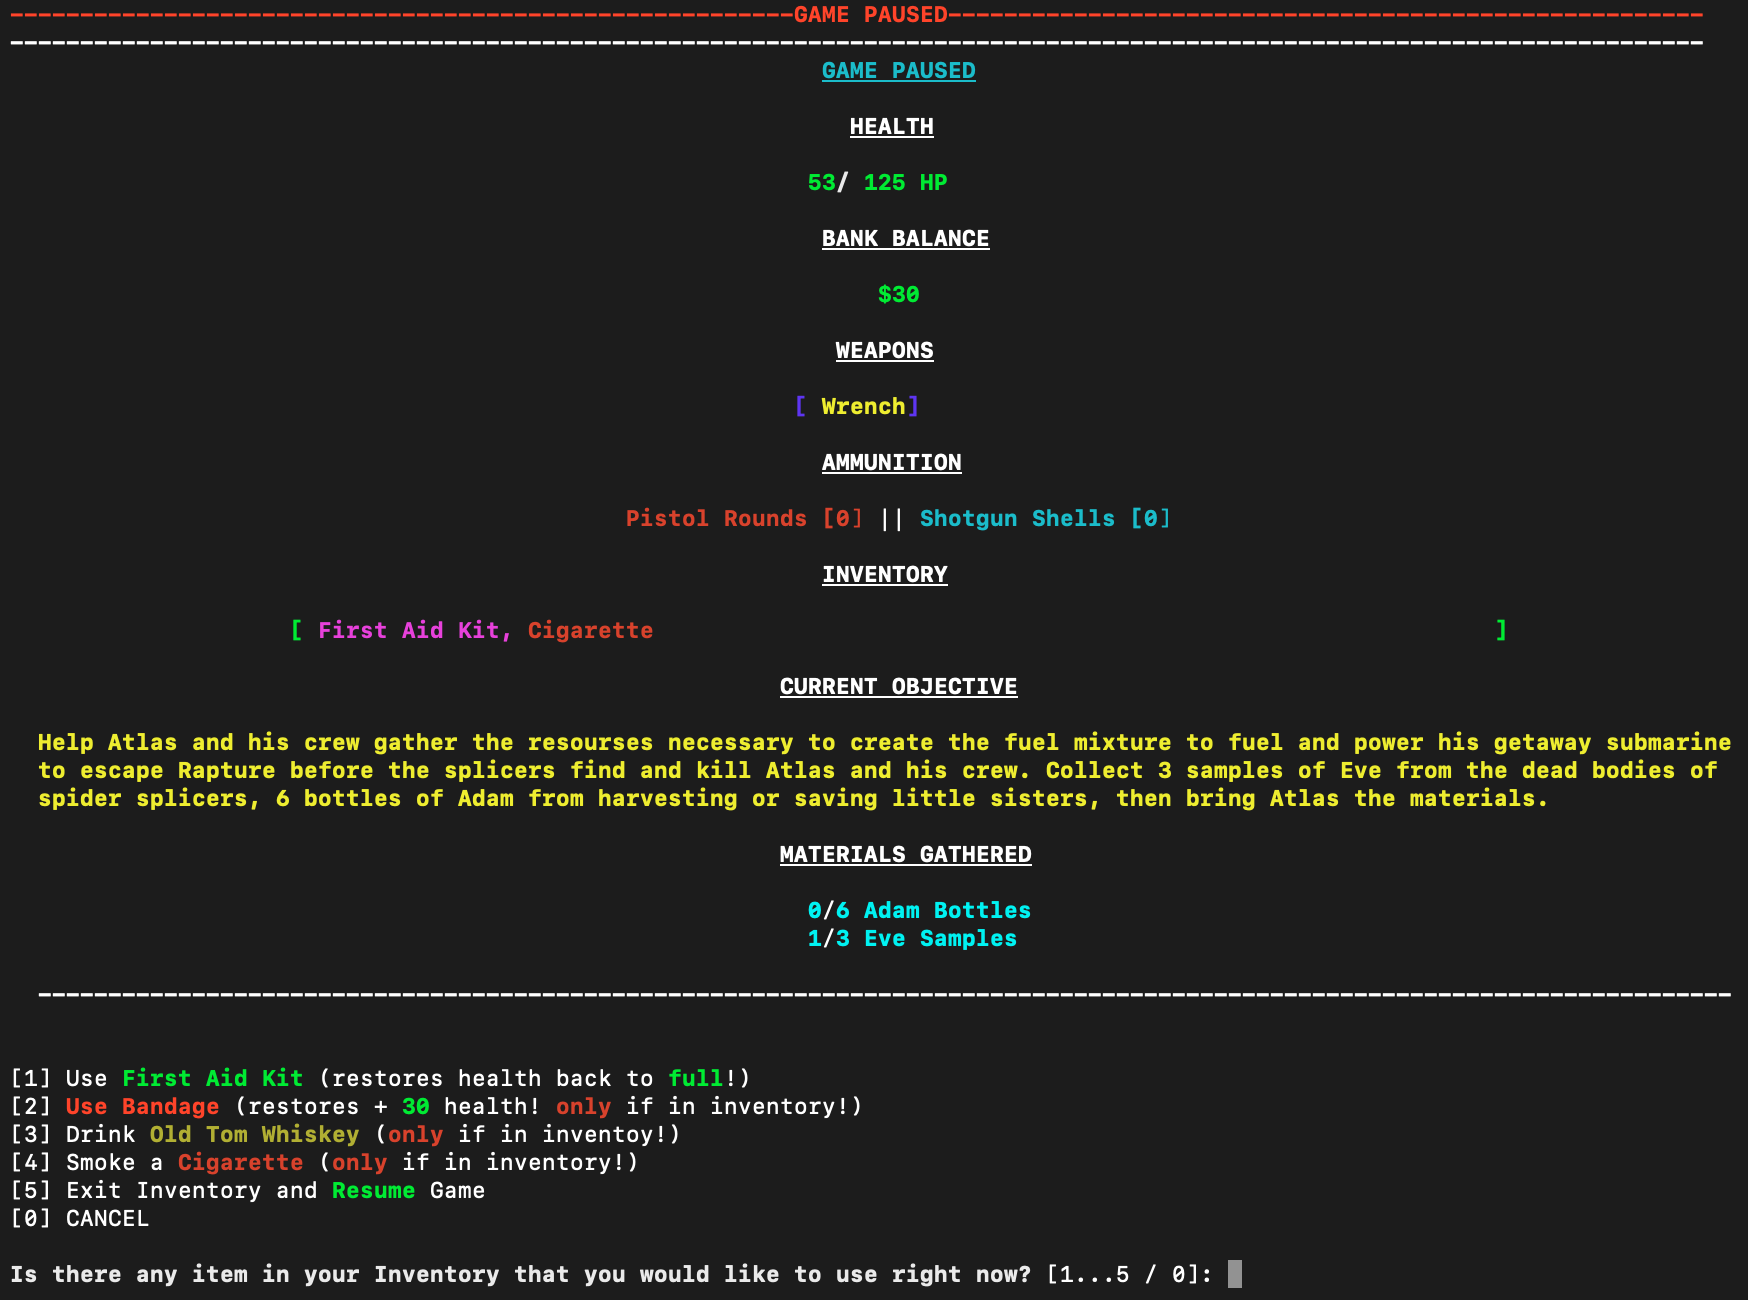 --------------------------------------------------------GAME PAUSED------------------------------------------------------
-------------------------------------------------------------------------------------------------------------------------
GAME PAUSED
HEALTH
53/ 125 HP
BANK BALANCE
$30
WEAPONS
[ Wrench]
AMMUNITION
Pistol Rounds [0] || Shotgun Shells [0]
INVENTORY
[ First Aid Kit, Cigarette ]
CURRENT OBJECTIVE
Help Atlas and his crew gather the resourses necessary to create the fuel mixture to fuel and power his getaway submarine
to escape Rapture before the splicers find and kill Atlas and his crew. Collect 3 samples of Eve from the dead bodies of
spider splicers, 6 bottles of Adam from harvesting or saving little sisters, then bring Atlas the materials.
MATERIALS GATHERED
0/6 Adam Bottles
1/3 Eve Samples
-------------------------------------------------------------------------------------------------------------------------
[1] Use First Aid Kit (restores health back to full!)
[2] Use Bandage (restores + 30 health! only if in inventory!)
[3] Drink Old Tom Whiskey (only if in inventoy!)
[4] Smoke a Cigarette (only if in inventory!)
[5] Exit Inventory and Resume Game
[0] CANCEL
Is there any item in your Inventory that you would like to use right now? [1...5 / 0]: